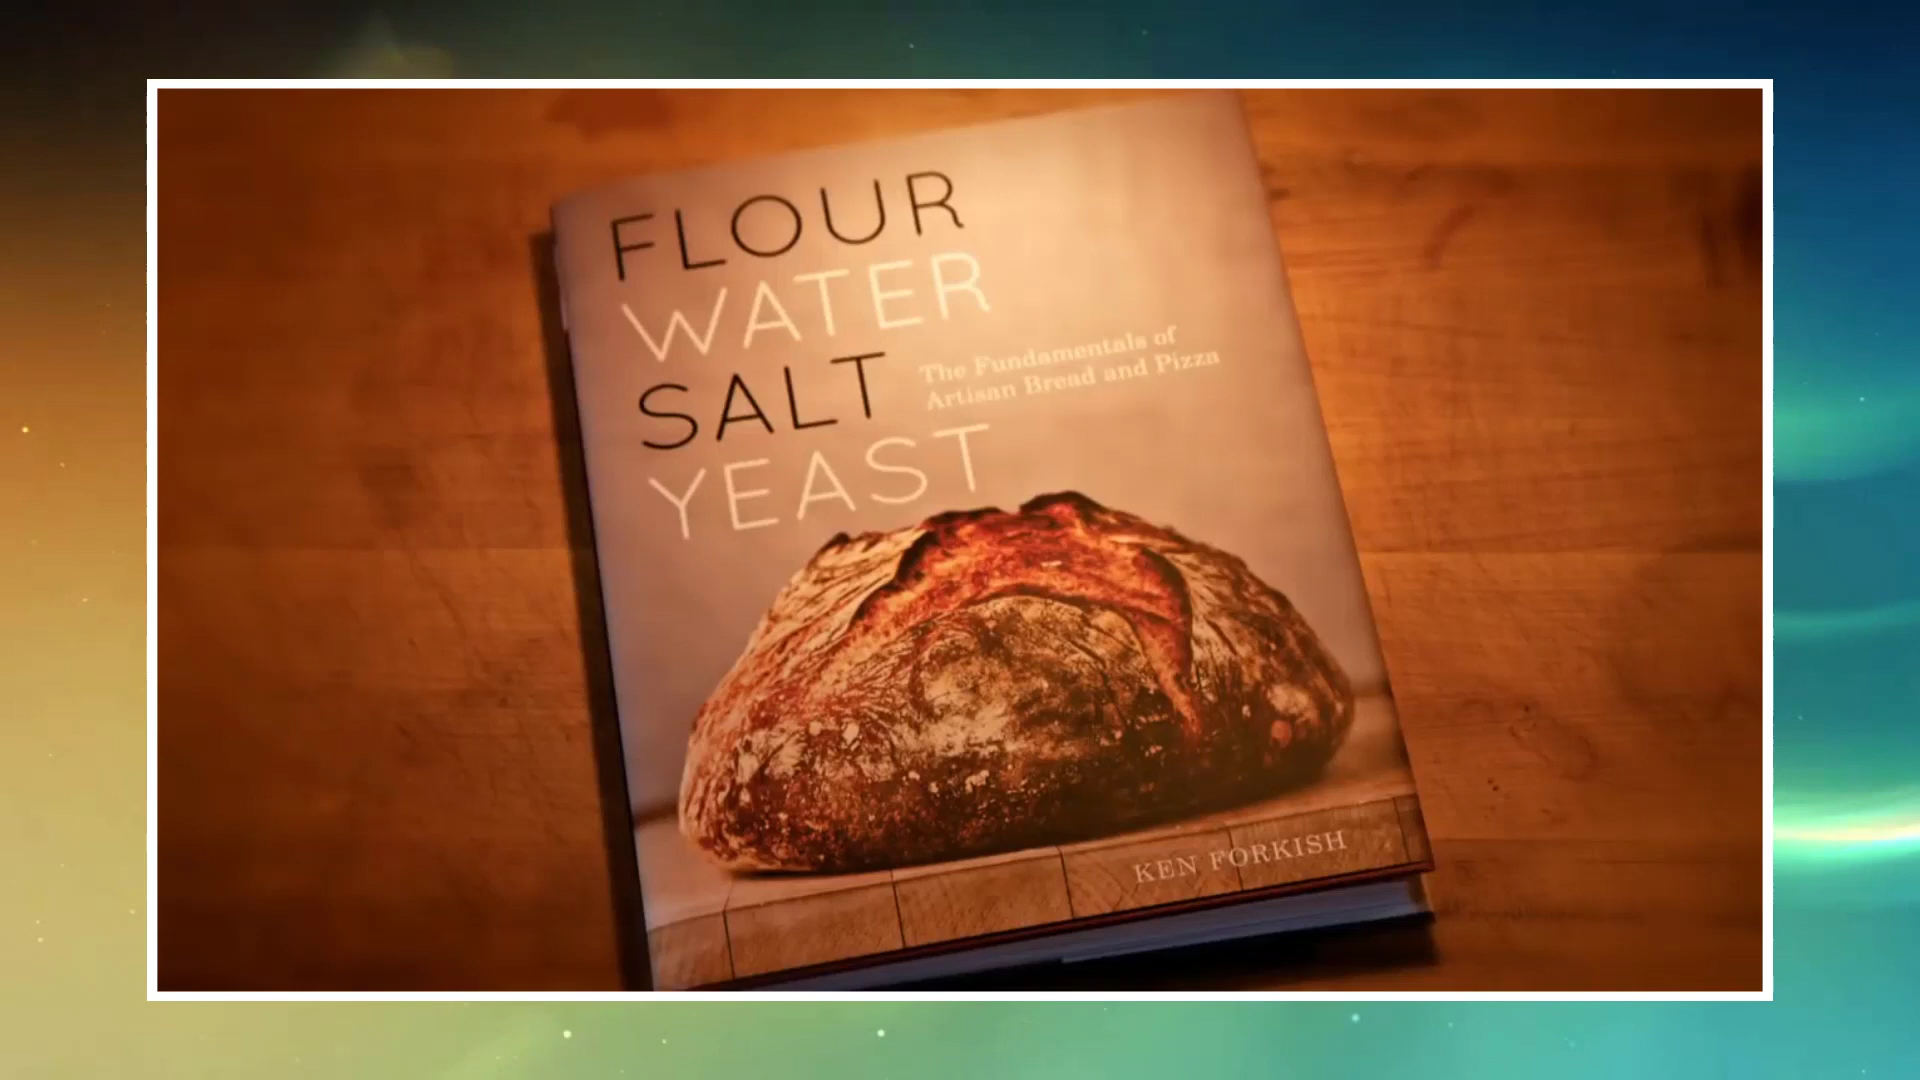 FLOUR
WATER
SALT
YEAST
The Fundamentals of
Artisan Bread and Pizza
KEN FORKISH